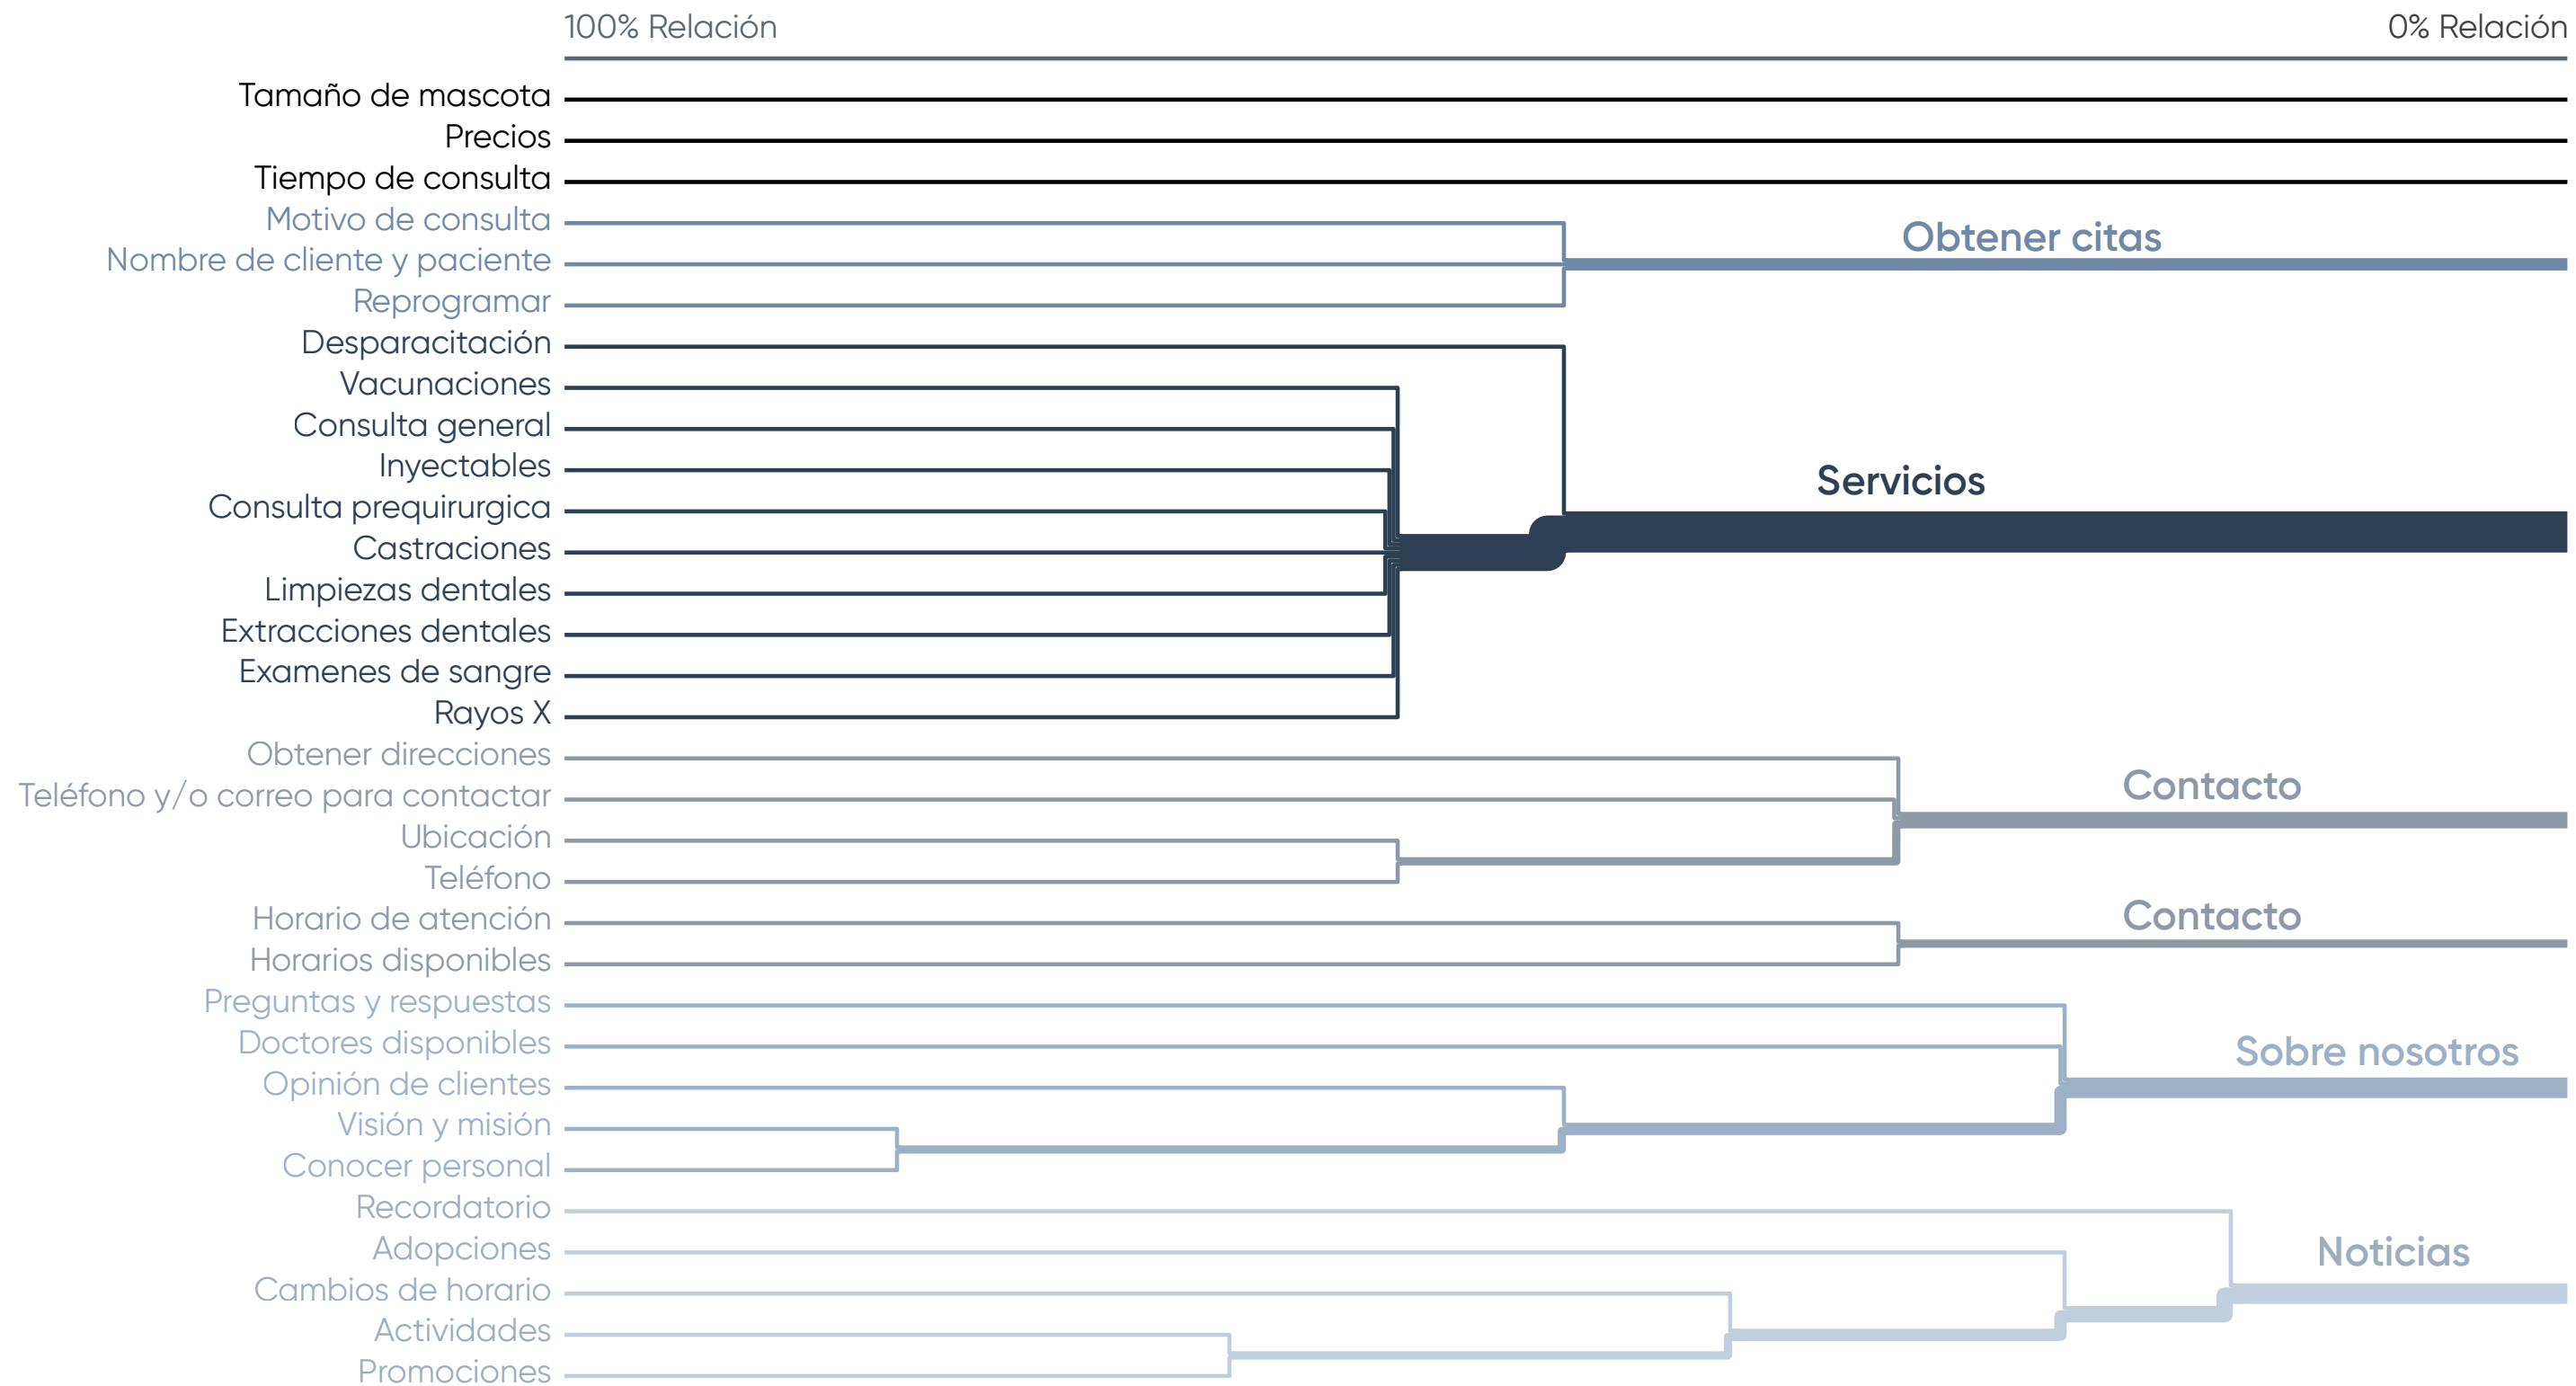 100% Relación 0% Relación
Tamaño de mascota
Precios
Tiempo de consulta
Motivo de consulta
Obtener citas
Nombre de cliente y paciente
Reprogramar
Desparacitación
Vacunaciones
Consulta general
Inyectables
Servicios
Consulta prequirurgica
Castraciones
Limpiezas dentales
Extracciones dentales
Examenes de sangre
Rayos X
Obtener direcciones
Contacto
Teléfono y/o correo para contactar
Ubicación
Teléfono
Horario de atención
Contacto
Horarios disponibles
Preguntas y respuestas
Doctores disponibles
Sobre nosotros
Opinión de clientes
Visión y misión
Conocer personal
Recordatorio
Adopciones
Noticias
Cambios de horario
Actividades
Promociones